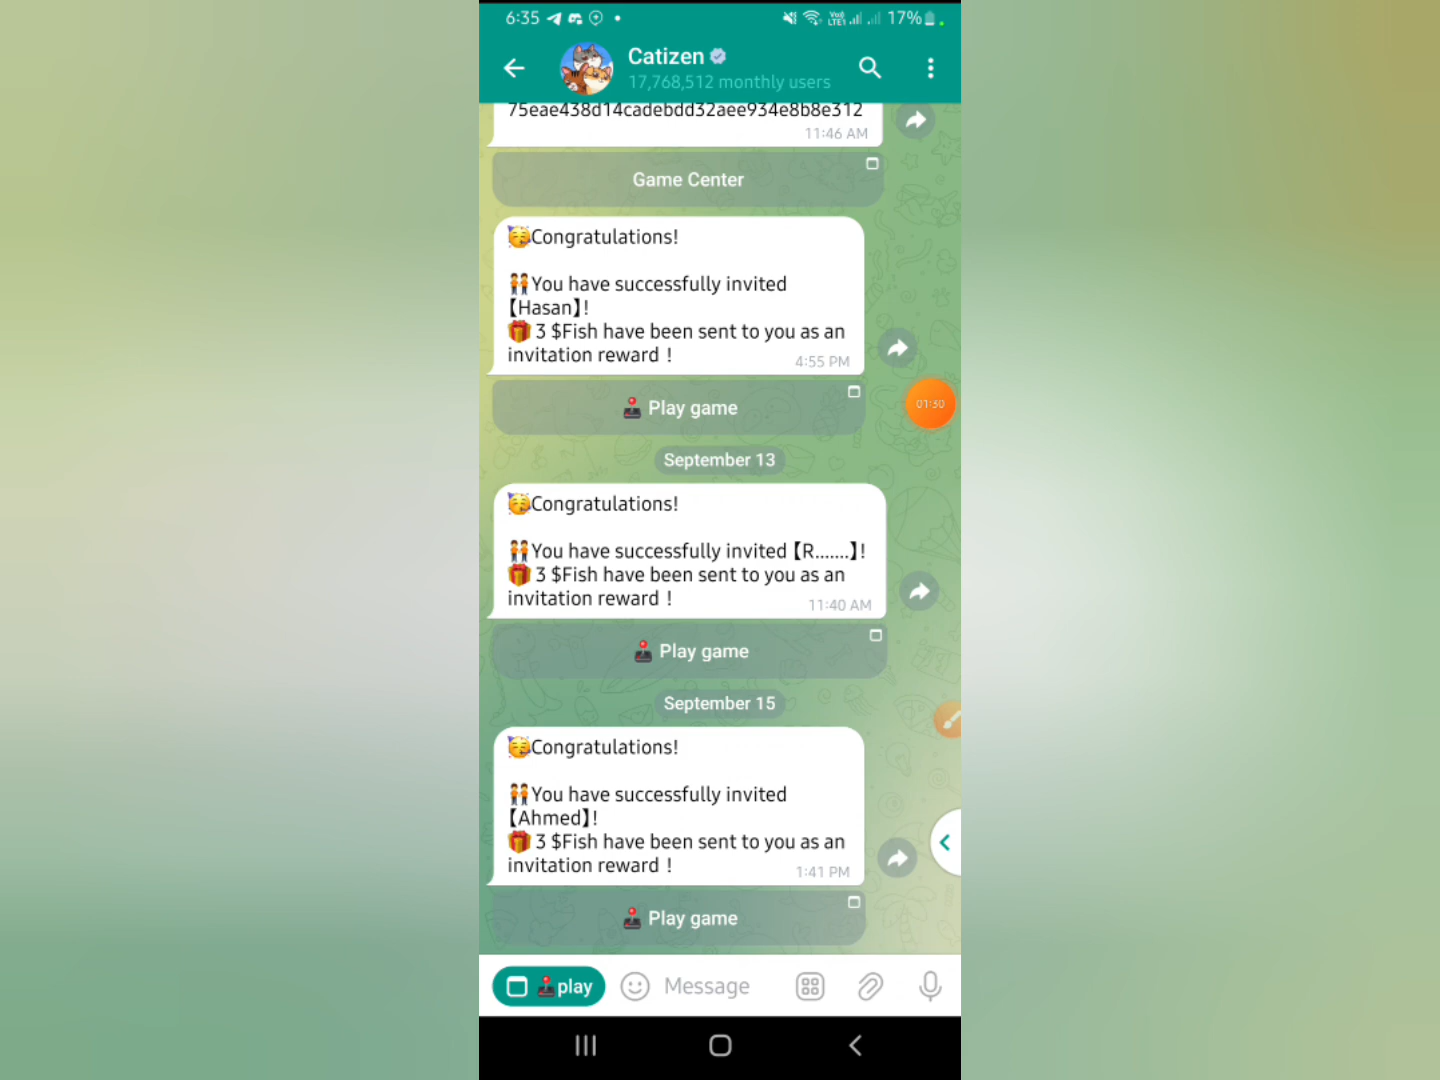 6:35
VoI) LTE1
17%
Catizen
17,768,512 monthly users
75eae438d14cadebdd32aee934e8b8e312
11:46 AM
Game Center
🥳Congratulations!
👬You have successfully invited
【Hasan】!
🎁 3 $Fish have been sent to you as an
invitation reward !
4:55 PM
🕹️ Play game
01:30
September 13
🥳Congratulations!
👬You have successfully invited【R.......】!
🎁 3 $Fish have been sent to you as an
invitation reward !
11:40 AM
🕹️ Play game
September 15
🥳Congratulations!
👬You have successfully invited
【Ahmed】!
🎁 3 $Fish have been sent to you as an
invitation reward !
1:41 PM
🕹️ Play game
🕹️play
Message